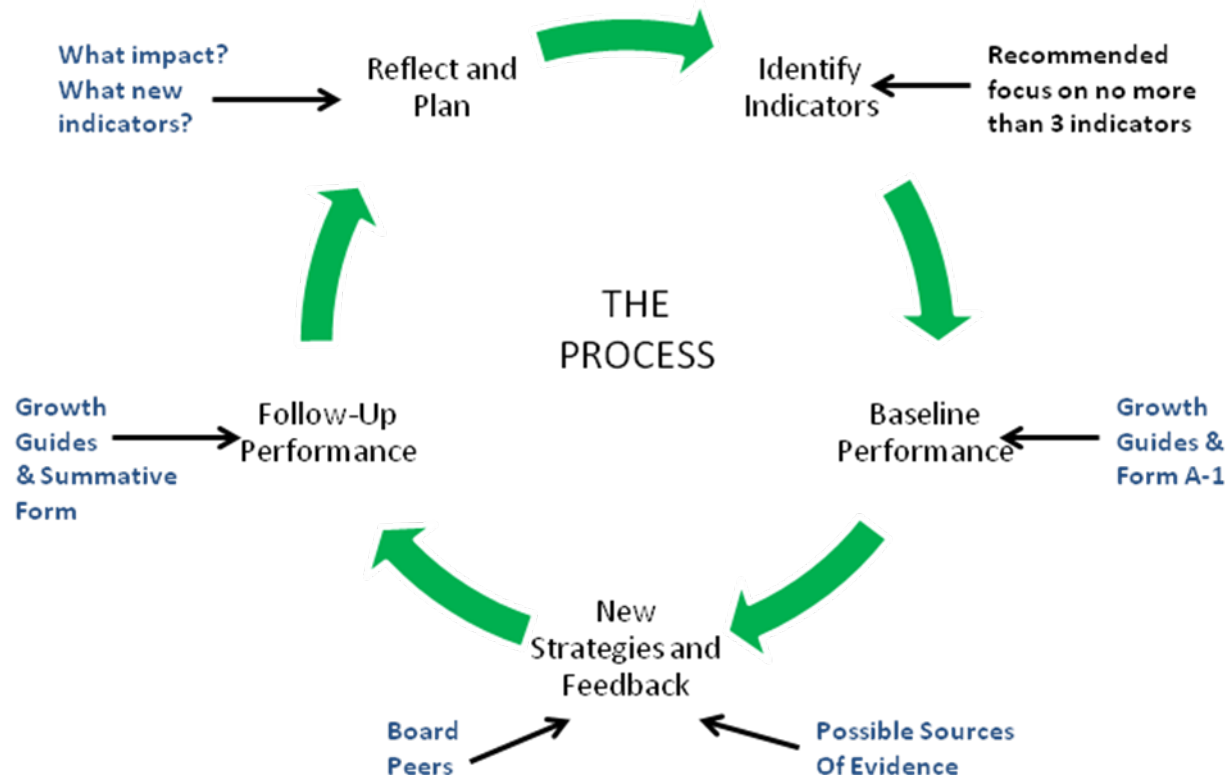 What impact?
What new
indicators?
Reflect and
Plan
Identify
Indicators
Recommended
focus on no more
than 3 indicators
THE
PROCESS
Growth
Guides
& Summative
Form
Follow-Up
Performance
Baseline
Performance
Growth
Guides &
Form A-1
New
Strategies and
Feedback
Board
Peers
Possible Sources
Of Evidence